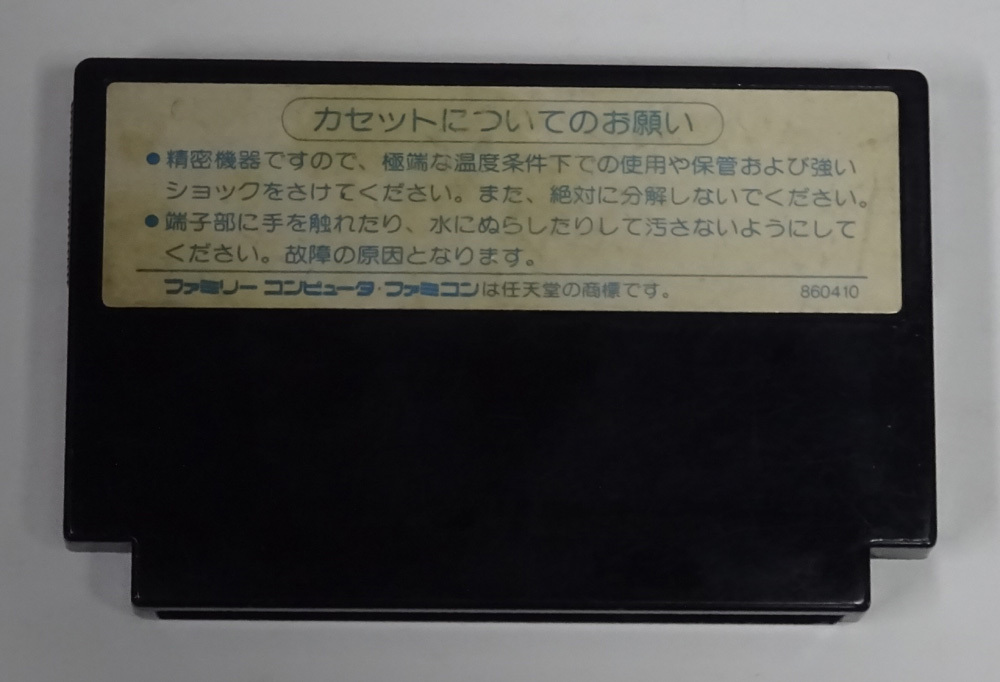 カセットについてのお願い
●精密機器ですので、極端な温度条件下での使用や保管および強い
ショックをさけてください。また、絶対に分解しないでください。
●端子部に手を触れたり、水にぬらしたりして汚さないようにして
ください。故障の原因となります。
ファミリー コンピュータ・ファミコンは任天堂の商標です。 860410